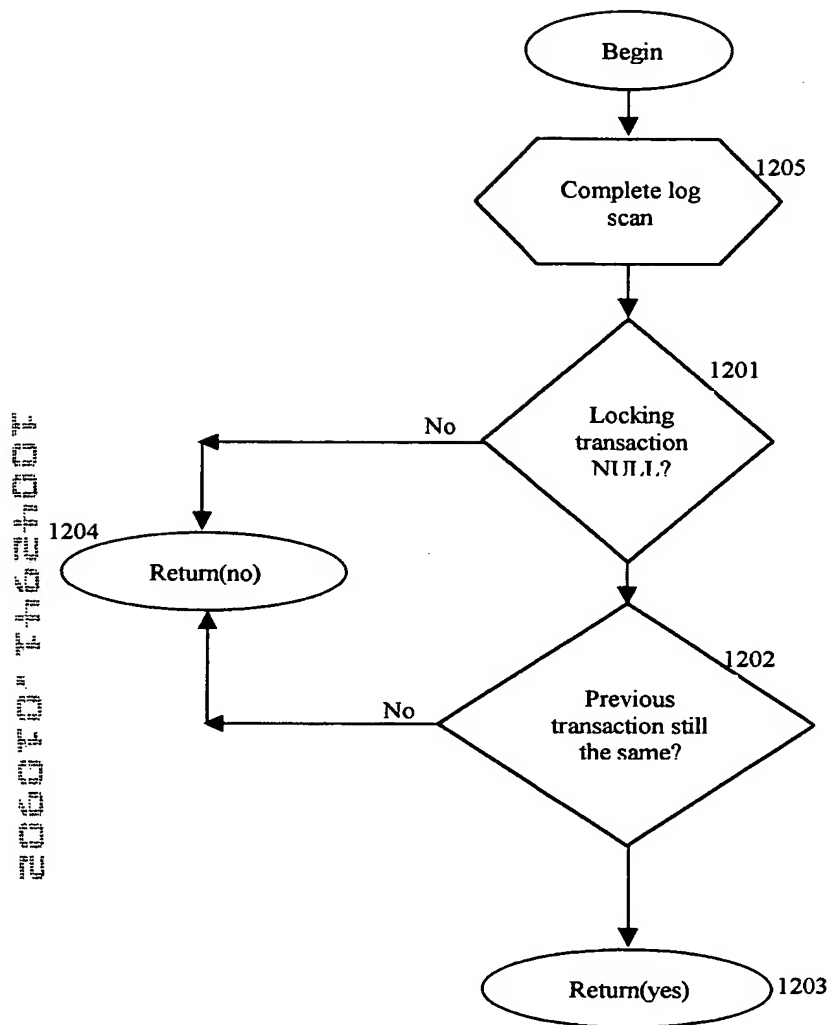 Begin
1205
Complete log
scan
1201
Locking
transaction
NULL?
No
1204
Return(no)
1202
Previous
transaction still
the same?
No
Return(yes)
1203